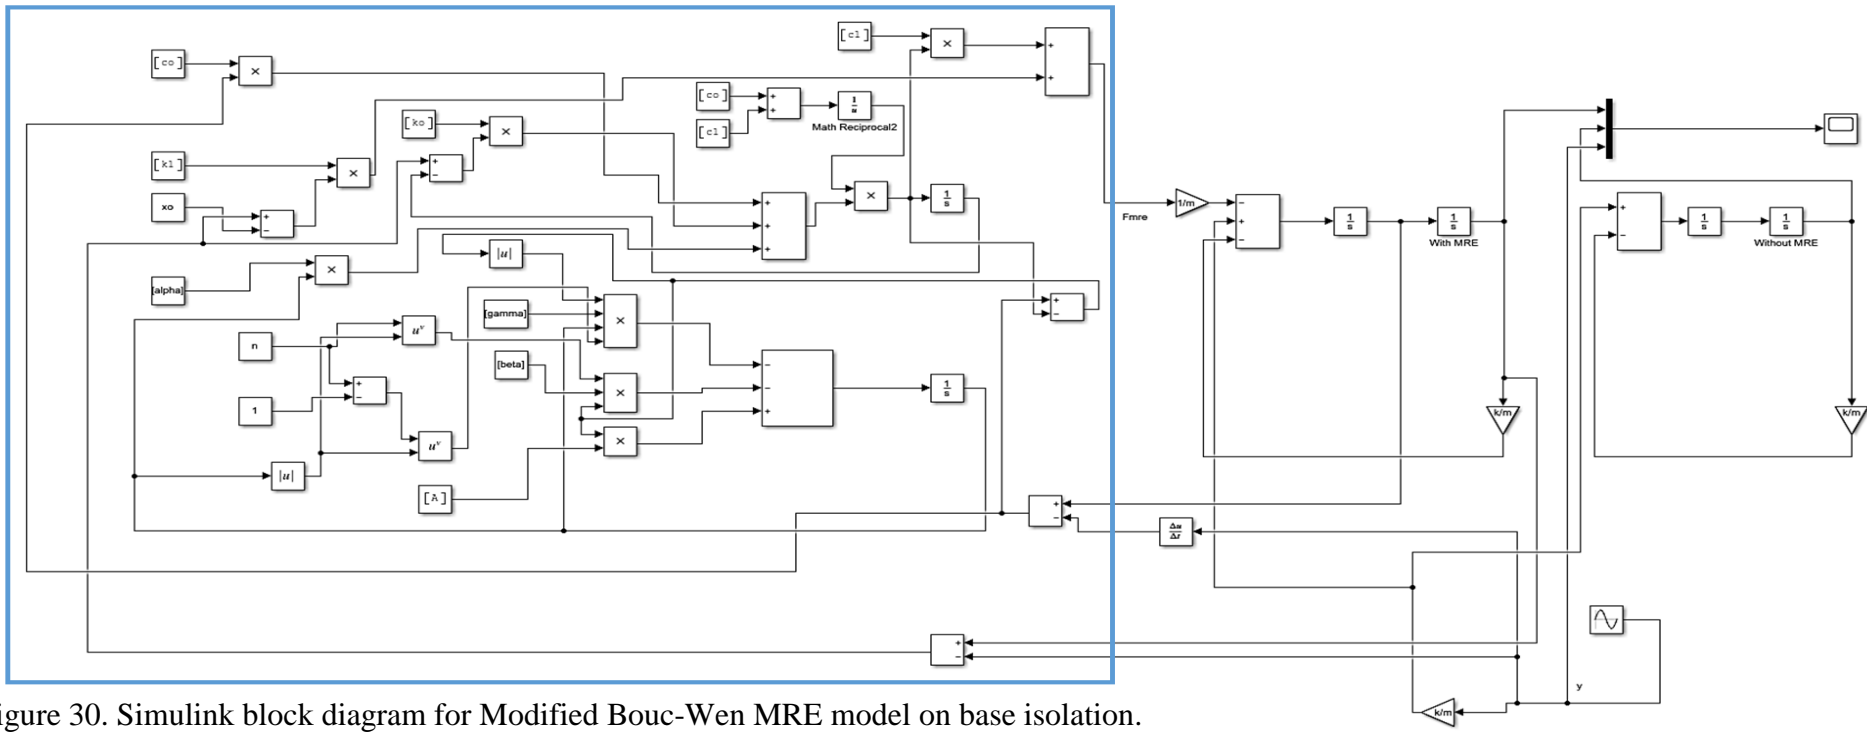 [c1]
×
+
+
[co]
×
[co]
+
+
1/u
Math Reciprocal2
[c1]
[ko]
×
[k1]
×
+
−
xo
+
−
×
1/s
+
+
+
Fmre
1/m
−
+
−
1/s
1/s
With MRE
+
−
1/s
1/s
Without MRE
|u|
[alpha]
×
[gamma]
×
+
−
n
u^v
[beta]
×
−
−
+
1/s
+
−
1
u^v
×
|u|
[A]
k/m
k/m
+
−
Δu/Δt
+
−
y
k/m
igure 30. Simulink block diagram for Modified Bouc-Wen MRE model on base isolation.